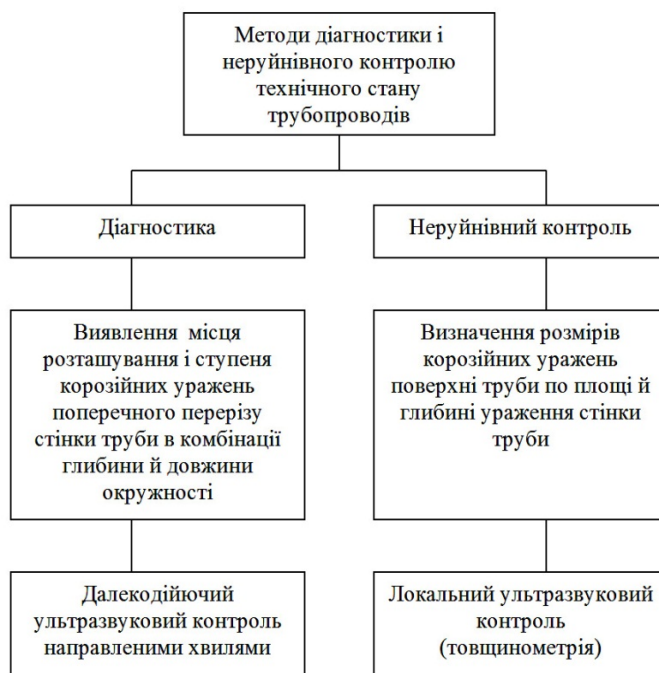 Методи діагностики і
неруйнівного контролю
технічного стану
трубопроводів
Діагностика
Неруйнівний контроль
Виявлення місця
розташування і ступеня
корозійних уражень
поперечного перерізу
стінки труби в комбінації
глибини й довжини
окружності
Визначення розмірів
корозійних уражень
поверхні труби по площі й
глибині ураження стінки
труби
Далекодійючий
ультразвуковий контроль
направленими хвилями
Локальний ультразвуковий
контроль
(товщинометрія)